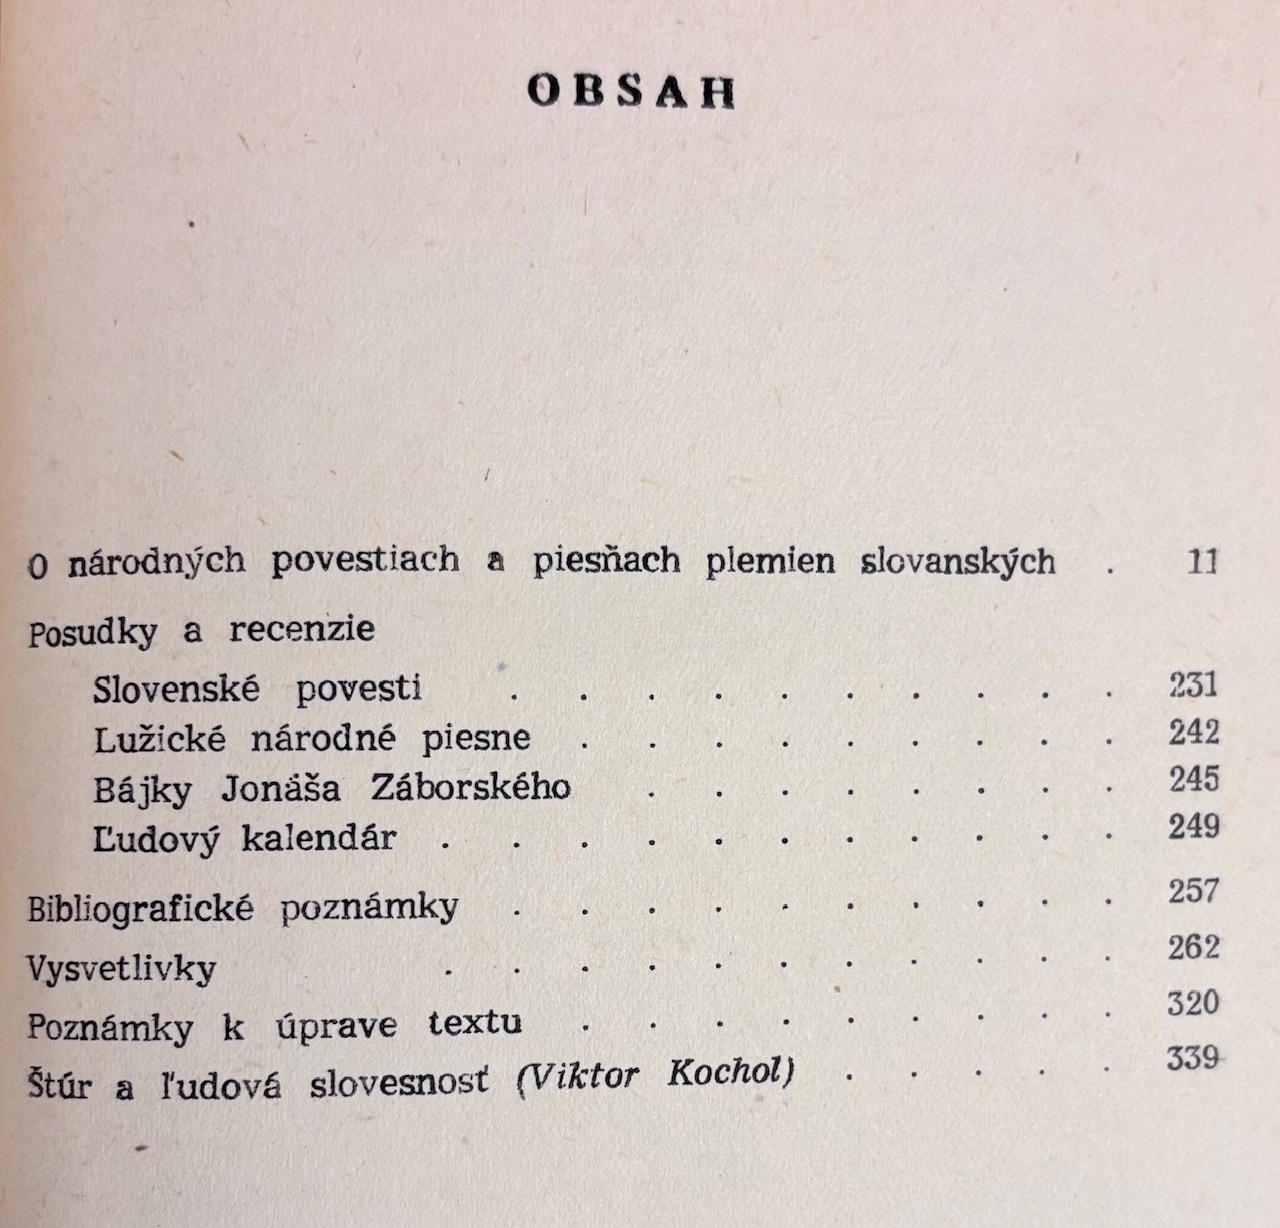 OBSAH
O národných povestiach a piesňach plemien slovanských . 11
Posudky a recenzie
Slovenské povesti . . . . . . . . . . 231
Lužické národné piesne . . . . . . . . . 242
Bájky Jonáša Záborského . . . . . . . . 245
Ľudový kalendár . . . . . . . . . . . 249
Bibliografické poznámky . . . . . . . . . . 257
Vysvetlivky . . . . . . . . . . . 262
Poznámky k úprave textu . . . . . . . . . 320
Štúr a ľudová slovesnosť (Viktor Kochol) . . . . . 339